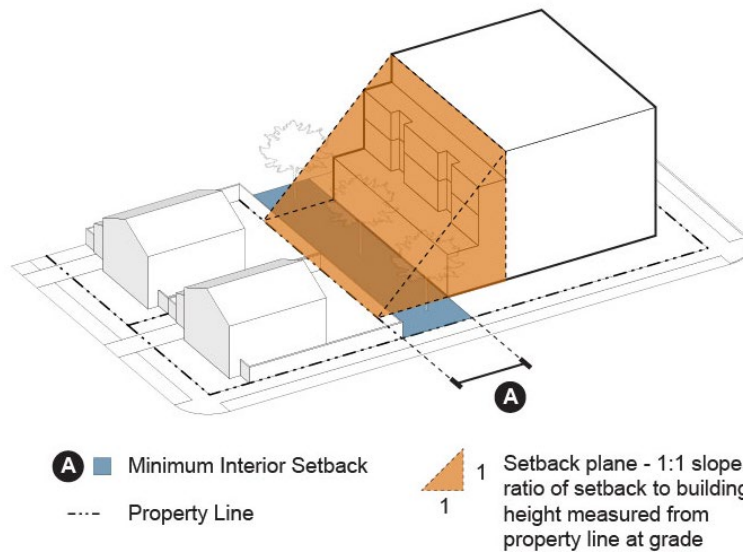 A
A Minimum Interior Setback
Property Line
1
1
Setback plane - 1:1 slope
ratio of setback to building
height measured from
property line at grade